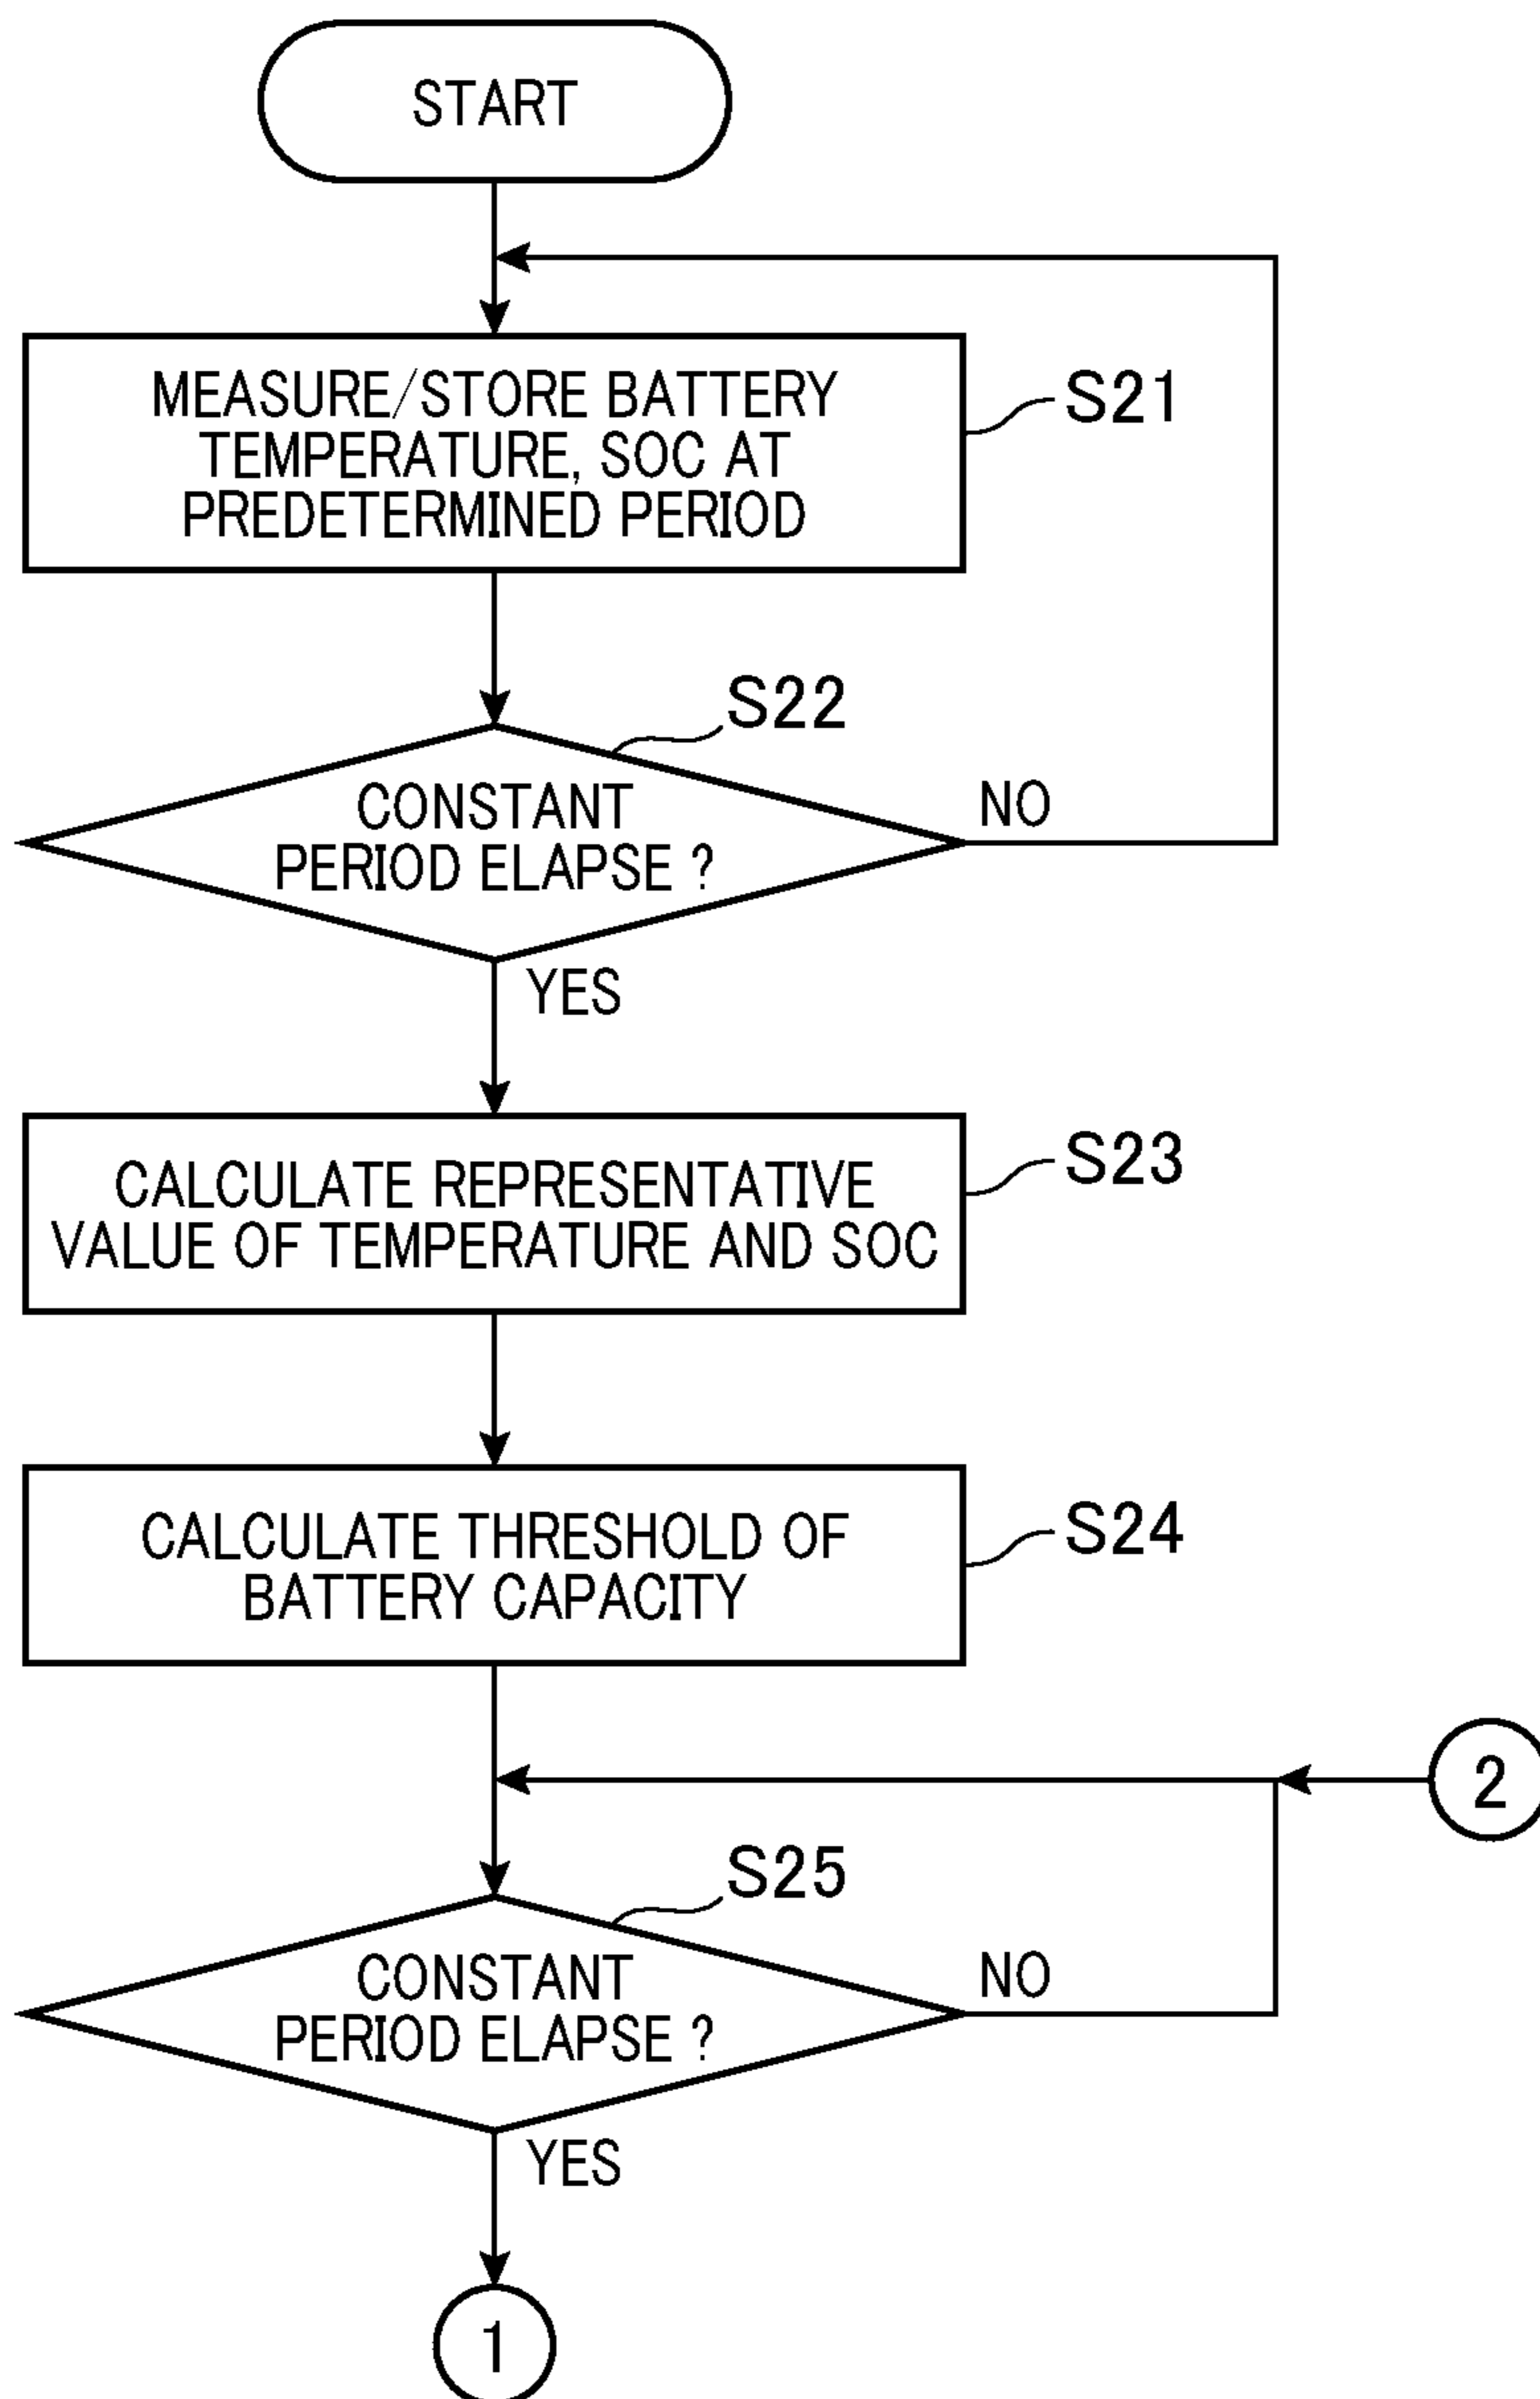 START
MEASURE/STORE BATTERY
TEMPERATURE, SOC AT
PREDETERMINED PERIOD
S21
S22
CONSTANT
PERIOD ELAPSE ?
NO
YES
CALCULATE REPRESENTATIVE
VALUE OF TEMPERATURE AND SOC
S23
CALCULATE THRESHOLD OF
BATTERY CAPACITY
S24
2
S25
CONSTANT
PERIOD ELAPSE ?
NO
YES
1